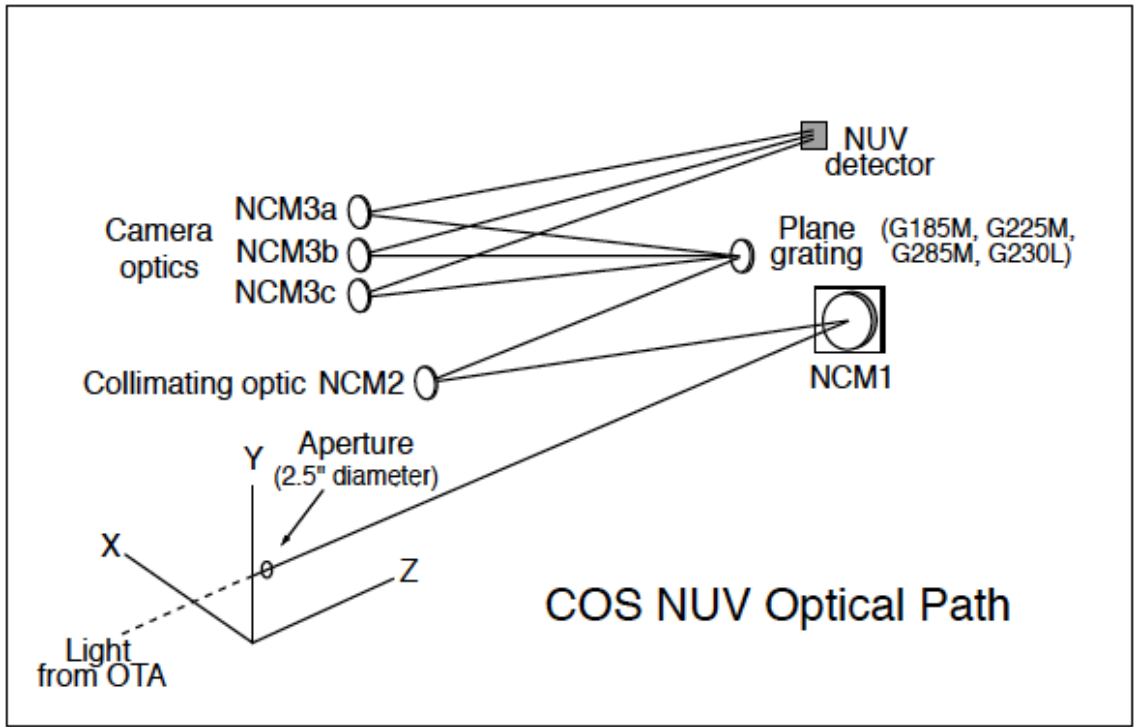 NUV
detector
NCM3a
Camera
optics
NCM3b
NCM3c
Plane
grating
(G185M, G225M,
G285M, G230L)
NCM1
Collimating optic NCM2
Aperture
(2.5" diameter)
Y
X
Z
Light
from OTA
COS NUV Optical Path